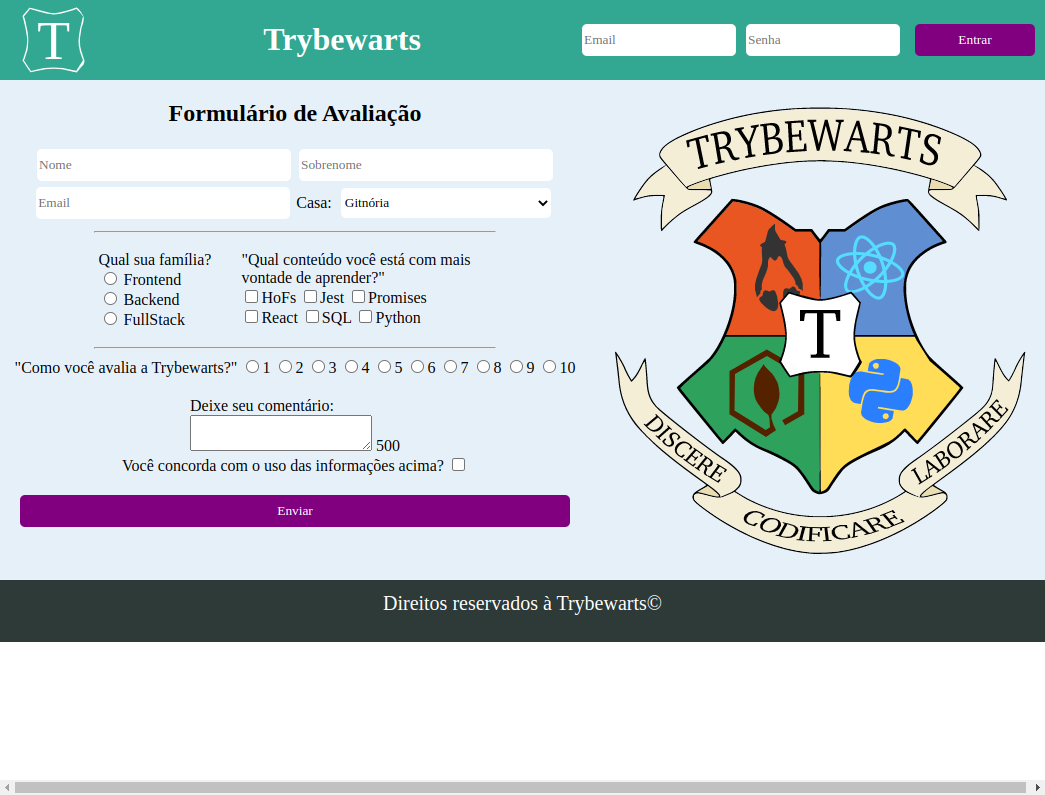 T
Trybewarts
Email
Senha
Entrar
Formulário de Avaliação
Nome
Sobrenome
Email
Casa:
Gitnória
Qual sua família?
Frontend
Backend
FullStack
"Qual conteúdo você está com mais
vontade de aprender?"
HoFs Jest Promises
React SQL Python
"Como você avalia a Trybewarts?" 1 2 3 4 5 6 7 8 9 10
Deixe seu comentário:
500
Você concorda com o uso das informações acima?
Enviar
TRYBEWARTS
T
DISCERE
LABORARE
CODIFICARE
Direitos reservados à Trybewarts©